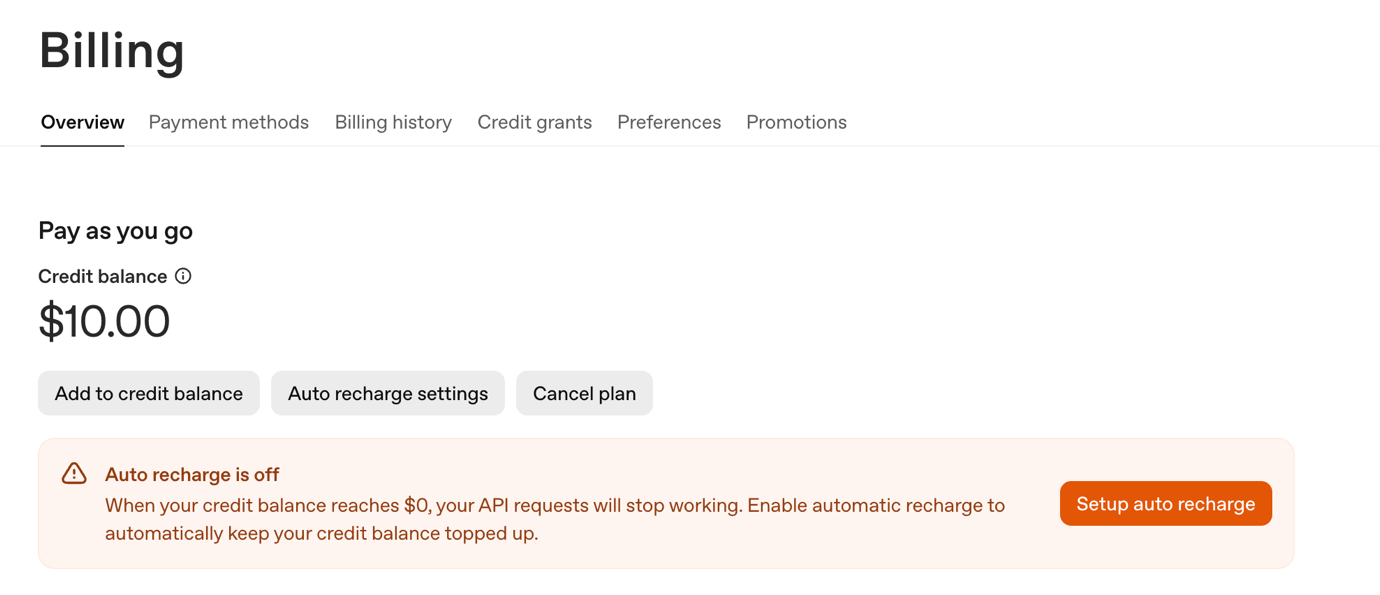 Billing
Overview Payment methods Billing history Credit grants Preferences Promotions
Pay as you go
Credit balance
$10.00
Add to credit balance Auto recharge settings Cancel plan
Auto recharge is off
When your credit balance reaches $0, your API requests will stop working. Enable automatic recharge to
automatically keep your credit balance topped up.
Setup auto recharge